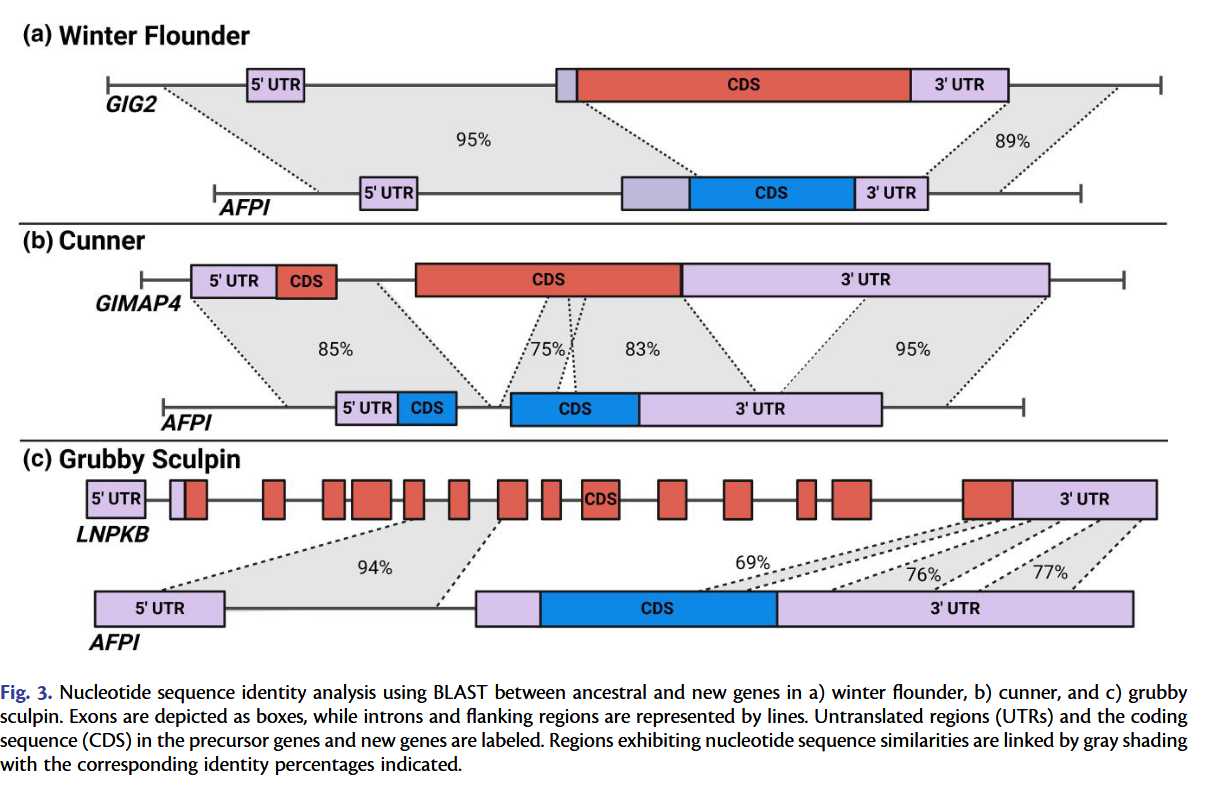 (a) Winter Flounder
5' UTR
CDS
3' UTR
GIG2
95%
89%
5' UTR
CDS
3' UTR
AFPI
(b) Cunner
5' UTR
CDS
CDS
3' UTR
GIMAP4
85%
75%
83%
95%
5' UTR
CDS
CDS
3' UTR
AFPI
(c) Grubby Sculpin
5' UTR
CDS
3' UTR
LNPKB
94%
69%
76%
77%
5' UTR
CDS
3' UTR
AFPI
Fig. 3. Nucleotide sequence identity analysis using BLAST between ancestral and new genes in a) winter flounder, b) cunner, and c) grubby
sculpin. Exons are depicted as boxes, while introns and flanking regions are represented by lines. Untranslated regions (UTRs) and the coding
sequence (CDS) in the precursor genes and new genes are labeled. Regions exhibiting nucleotide sequence similarities are linked by gray shading
with the corresponding identity percentages indicated.